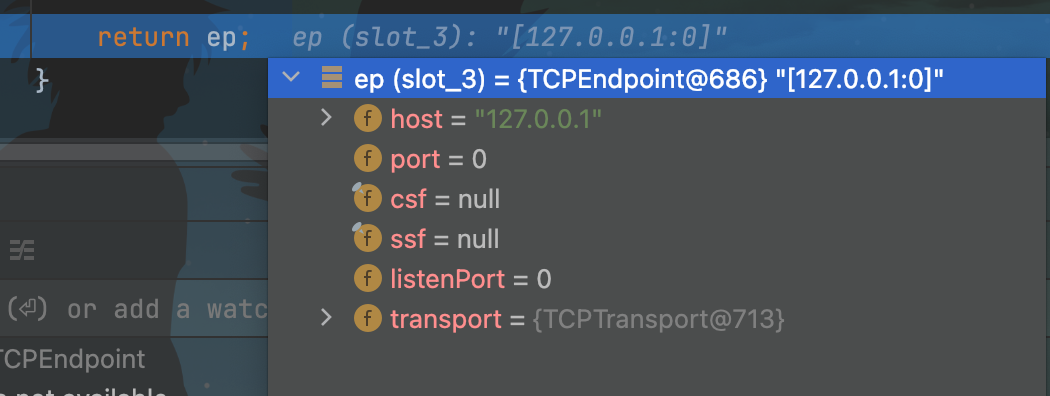 return ep;   ep (slot_3): "[127.0.0.1:0]"
}
ep (slot_3) = {TCPEndpoint@686} "[127.0.0.1:0]"
f host = "127.0.0.1"
f port = 0
f csf = null
f ssf = null
f listenPort = 0
f transport = {TCPTransport@713}
(⏎) or add a watc
TCPEndpoint
not available